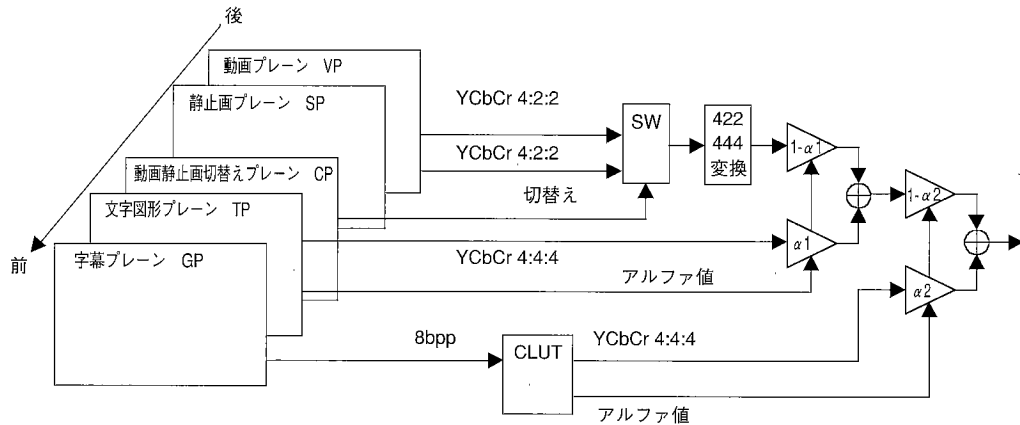 後
動画プレーン VP
静止画プレーン SP
動画静止画切替えプレーン CP
文字図形プレーン TP
字幕プレーン GP
前
YCbCr 4:2:2
YCbCr 4:2:2
切替え
YCbCr 4:4:4
アルファ値
8bpp
SW
422
444
変換
1-α1
α1
1-α2
α2
CLUT
YCbCr 4:4:4
アルファ値